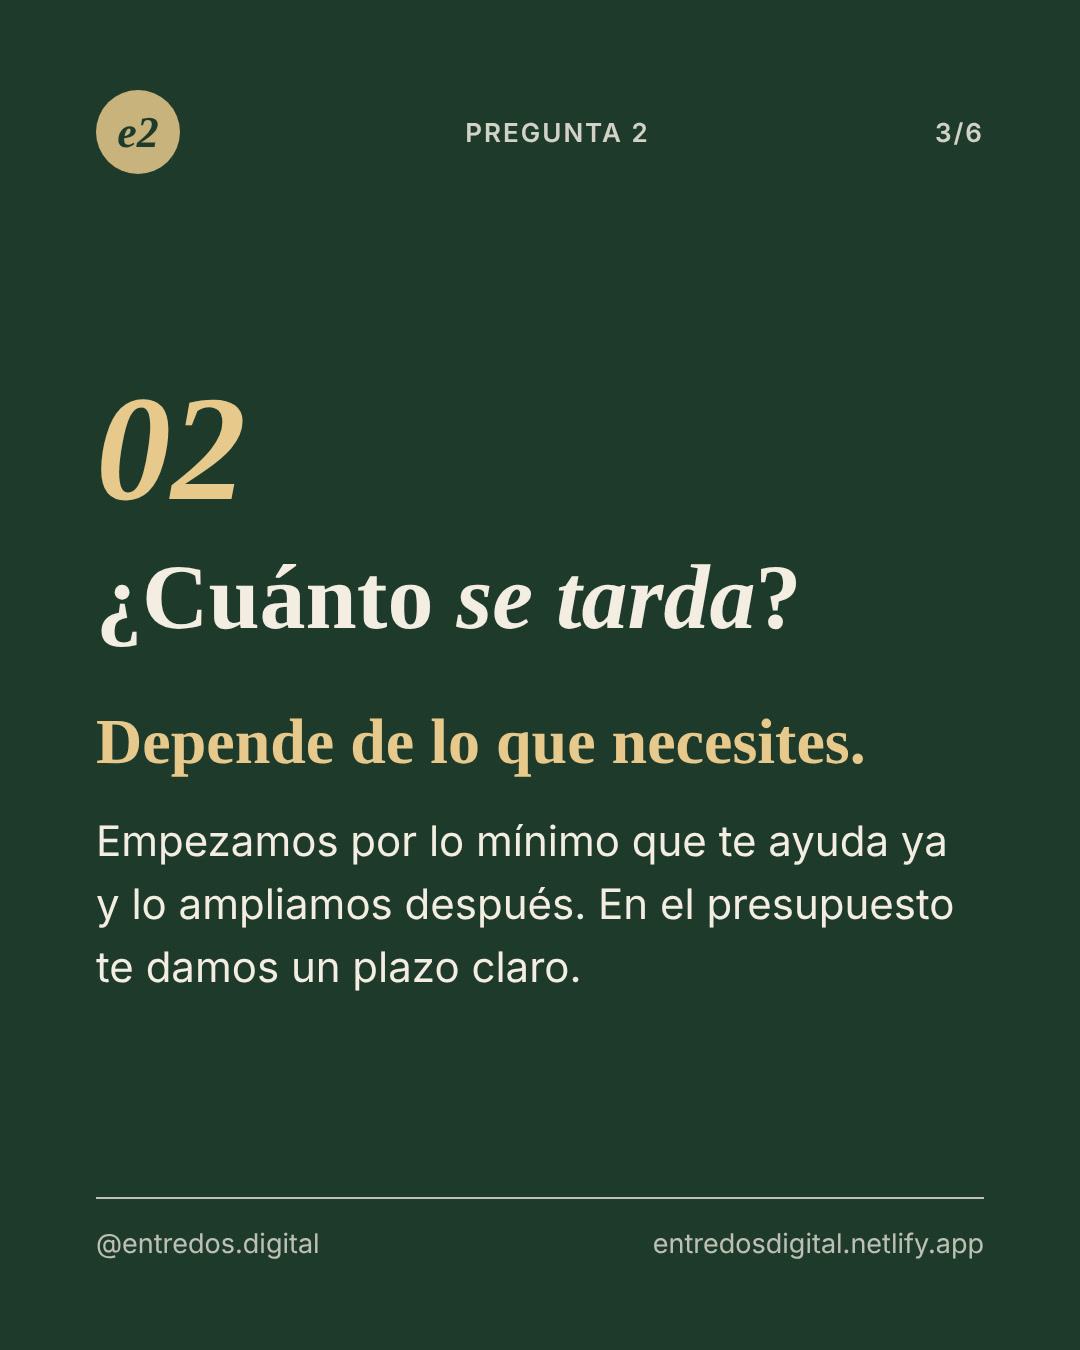 e2
PREGUNTA 2
3/6
02
¿Cuánto se tarda?
Depende de lo que necesites.
Empezamos por lo mínimo que te ayuda ya
y lo ampliamos después. En el presupuesto
te damos un plazo claro.
@entredos.digital
entredosdigital.netlify.app